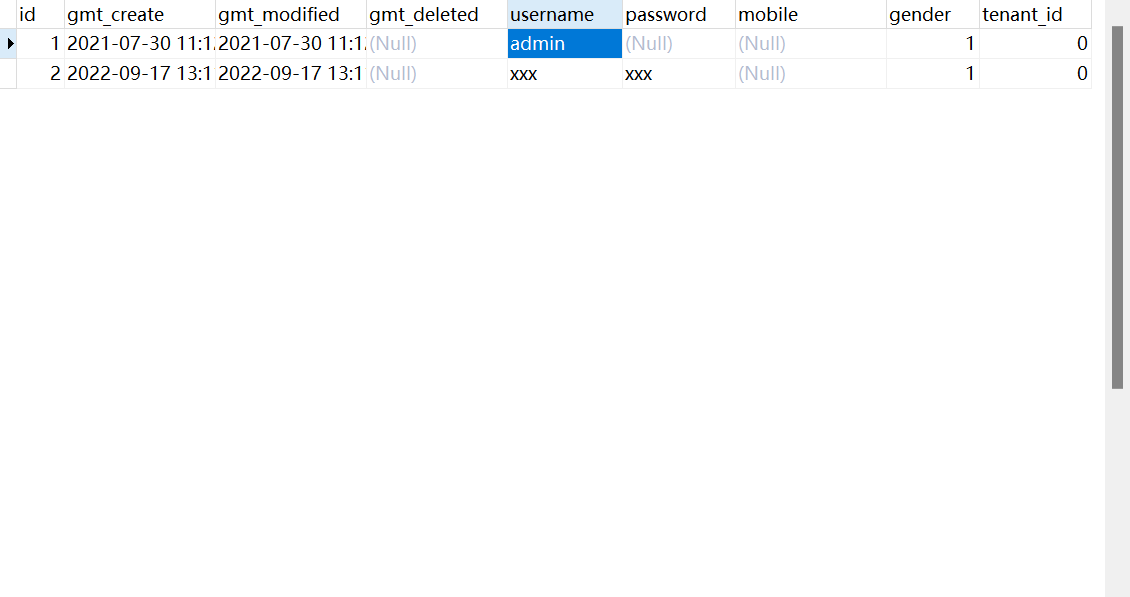 id gmt_create gmt_modified gmt_deleted username password mobile gender tenant_id
1 2021-07-30 11:1 2021-07-30 11:1 (Null) admin (Null) (Null) 1 0
2 2022-09-17 13:1 2022-09-17 13:1 (Null) xxx xxx (Null) 1 0